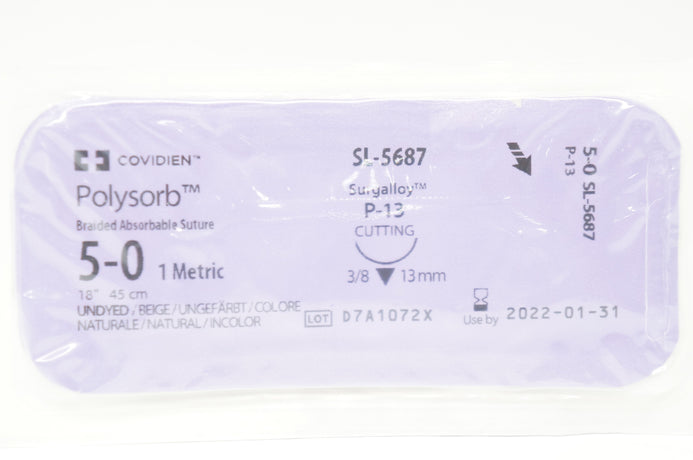 COVIDIEN™
Polysorb™
Braided Absorbable Suture
5-0 1 Metric
18" 45 cm
UNDYED / BEIGE / UNGEFÄRBT / COLORE
NATURALE / NATURAL / INCOLOR
SL-5687
Surgalloy™
P-13
CUTTING
3/8 13mm
LOT D7A1072X
Use by 2022-01-31
5-0 SL-5687
P-13